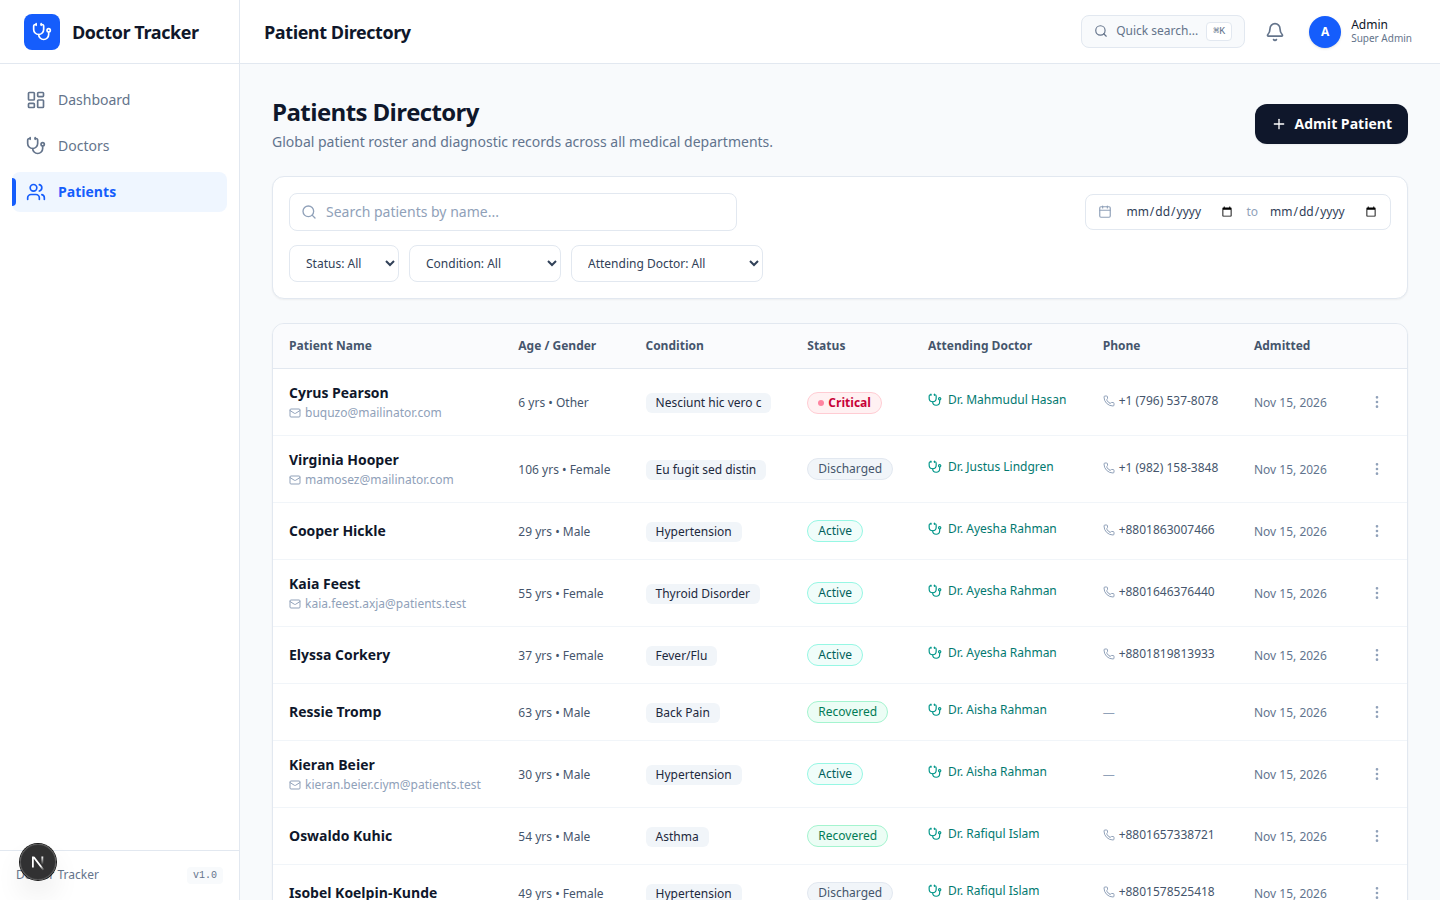 Doctor Tracker
Patient Directory
Quick search... ⌘K
A
Admin
Super Admin
Dashboard
Doctors
Patients
Patients Directory
Global patient roster and diagnostic records across all medical departments.
+ Admit Patient
Search patients by name...
mm/dd/yyyy to mm/dd/yyyy
Status: All
Condition: All
Attending Doctor: All
Patient Name Age / Gender Condition Status Attending Doctor Phone Admitted
Cyrus Pearson
buquzo@mailinator.com
6 yrs • Other Nesciunt hic vero c Critical Dr. Mahmudul Hasan +1 (796) 537-8078 Nov 15, 2026
Virginia Hooper
mamosez@mailinator.com
106 yrs • Female Eu fugit sed distin Discharged Dr. Justus Lindgren +1 (982) 158-3848 Nov 15, 2026
Cooper Hickle 29 yrs • Male Hypertension Active Dr. Ayesha Rahman +8801863007466 Nov 15, 2026
Kaia Feest
kaia.feest.axja@patients.test
55 yrs • Female Thyroid Disorder Active Dr. Ayesha Rahman +8801646376440 Nov 15, 2026
Elyssa Corkery 37 yrs • Female Fever/Flu Active Dr. Ayesha Rahman +8801819813933 Nov 15, 2026
Ressie Tromp 63 yrs • Male Back Pain Recovered Dr. Aisha Rahman — Nov 15, 2026
Kieran Beier
kieran.beier.ciym@patients.test
30 yrs • Male Hypertension Active Dr. Aisha Rahman — Nov 15, 2026
Oswaldo Kuhic 54 yrs • Male Asthma Recovered Dr. Rafiqul Islam +8801657338721 Nov 15, 2026
Isobel Koelpin-Kunde 49 yrs • Female Hypertension Discharged Dr. Rafiqul Islam +8801578525418 Nov 15, 2026
N
Tracker v1.0